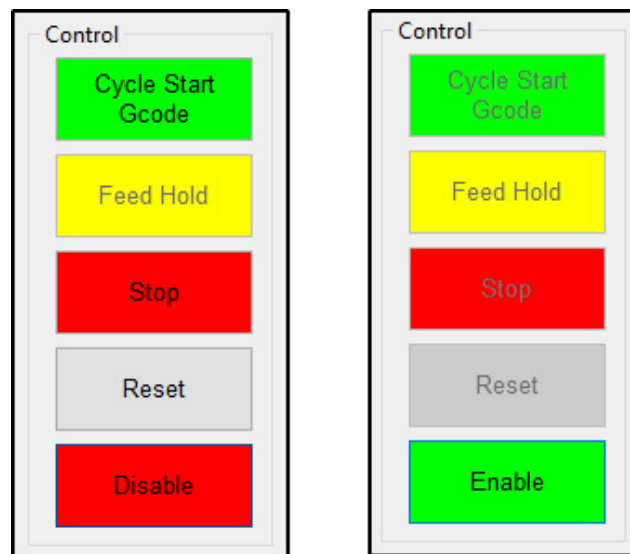 Control
Cycle Start
Gcode
Feed Hold
Stop
Reset
Disable
Control
Cycle Start
Gcode
Feed Hold
Stop
Reset
Enable